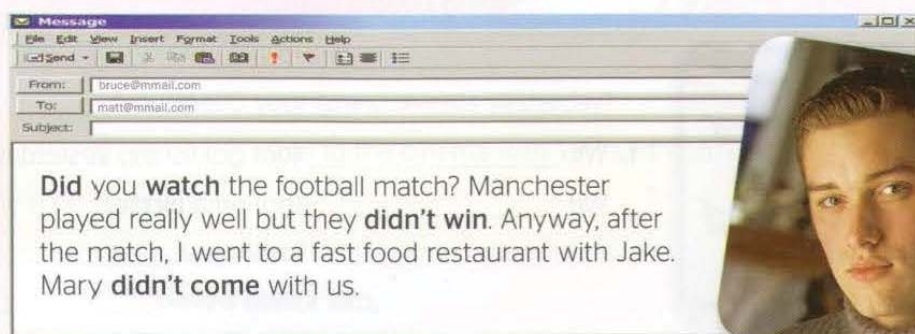 Message
File Edit View Insert Format Tools Actions Help
Send
From: bruce@mmail.com
To: matt@mmail.com
Subject:
Did you watch the football match? Manchester
played really well but they didn't win. Anyway, after
the match, I went to a fast food restaurant with Jake.
Mary didn't come with us.